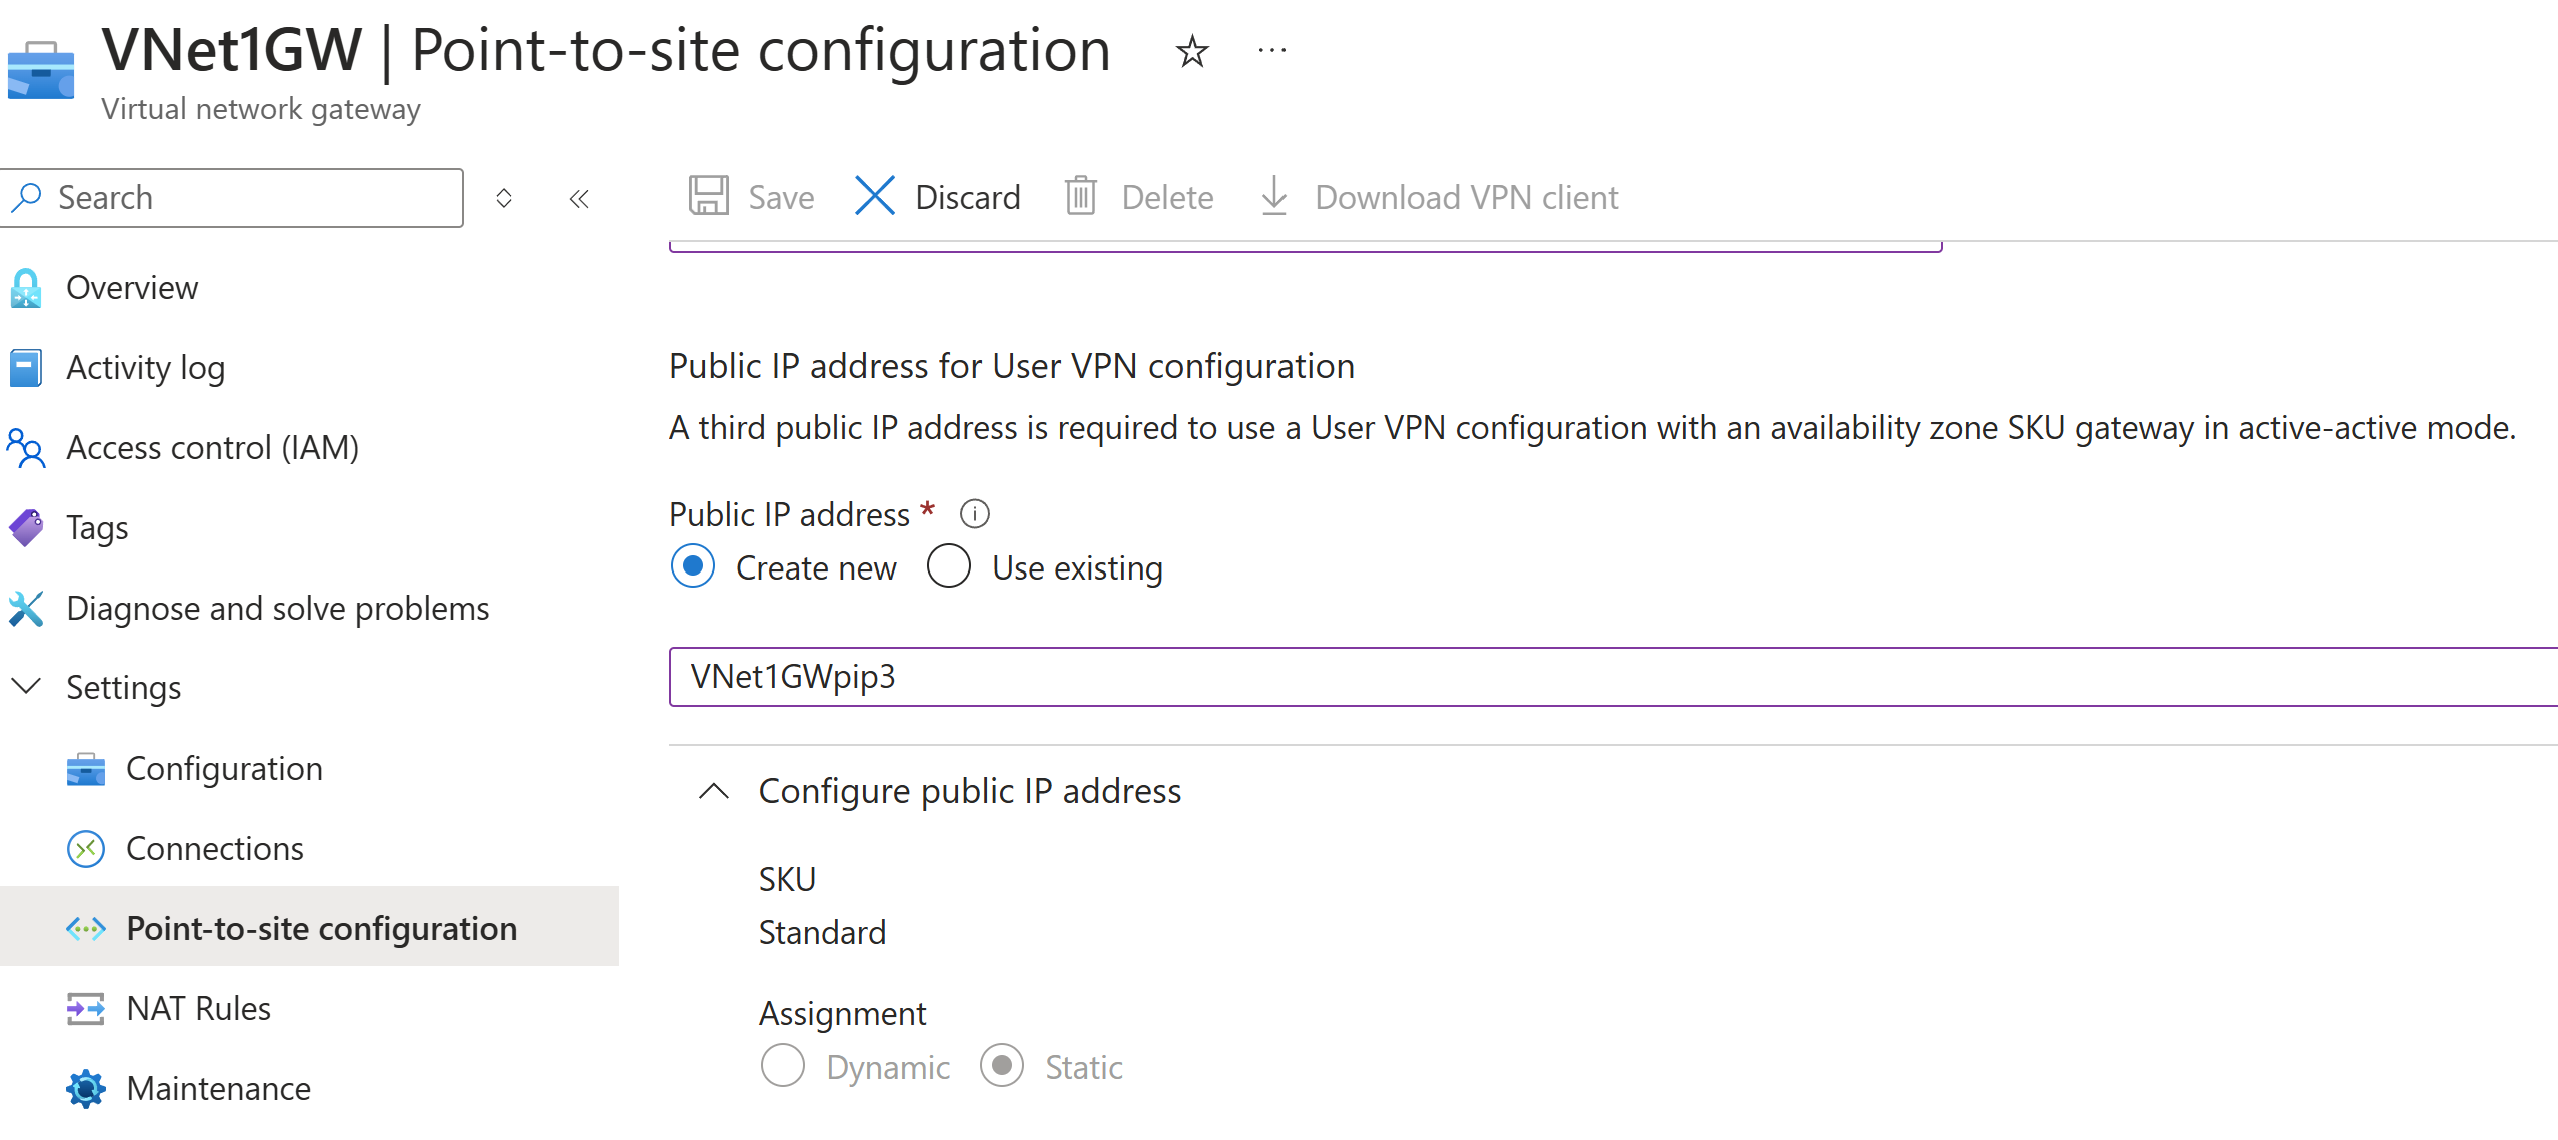 VNet1GW | Point-to-site configuration
Virtual network gateway
Search
Save Discard Delete Download VPN client
Overview
Activity log
Access control (IAM)
Tags
Diagnose and solve problems
Settings
Configuration
Connections
Point-to-site configuration
NAT Rules
Maintenance
Public IP address for User VPN configuration
A third public IP address is required to use a User VPN configuration with an availability zone SKU gateway in active-active mode.
Public IP address *
Create new Use existing
VNet1GWpip3
Configure public IP address
SKU
Standard
Assignment
Dynamic Static